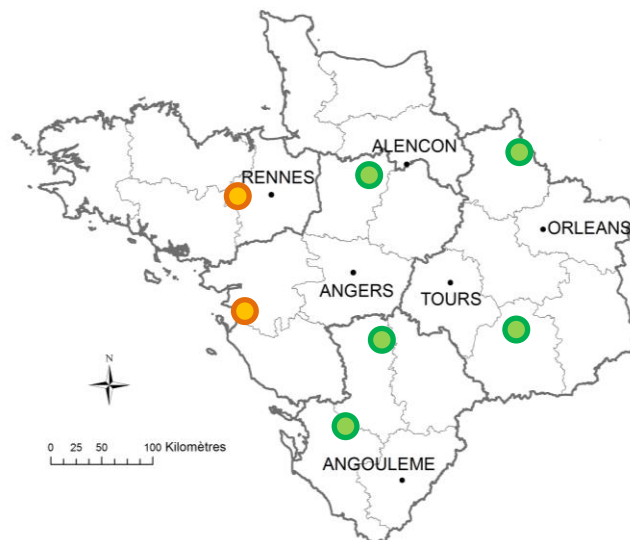 ALENCON
RENNES
ORLEANS
ANGERS
TOURS
N
0 25 50 100 Kilomètres
ANGOULEME